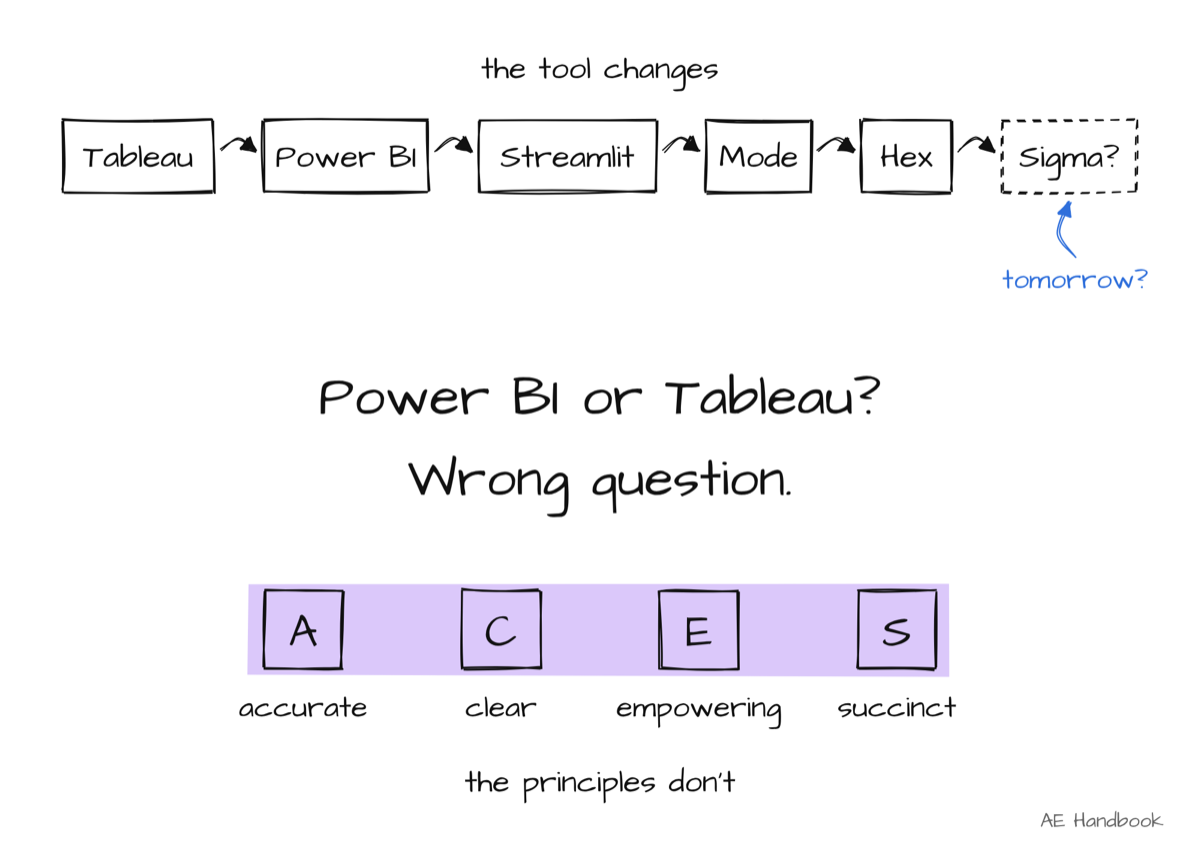 the tool changes
Tableau Power BI Streamlit Mode Hex Sigma?
tomorrow?
Power BI or Tableau?
Wrong question.
A C E S
accurate clear empowering succinct
the principles don't
AE Handbook